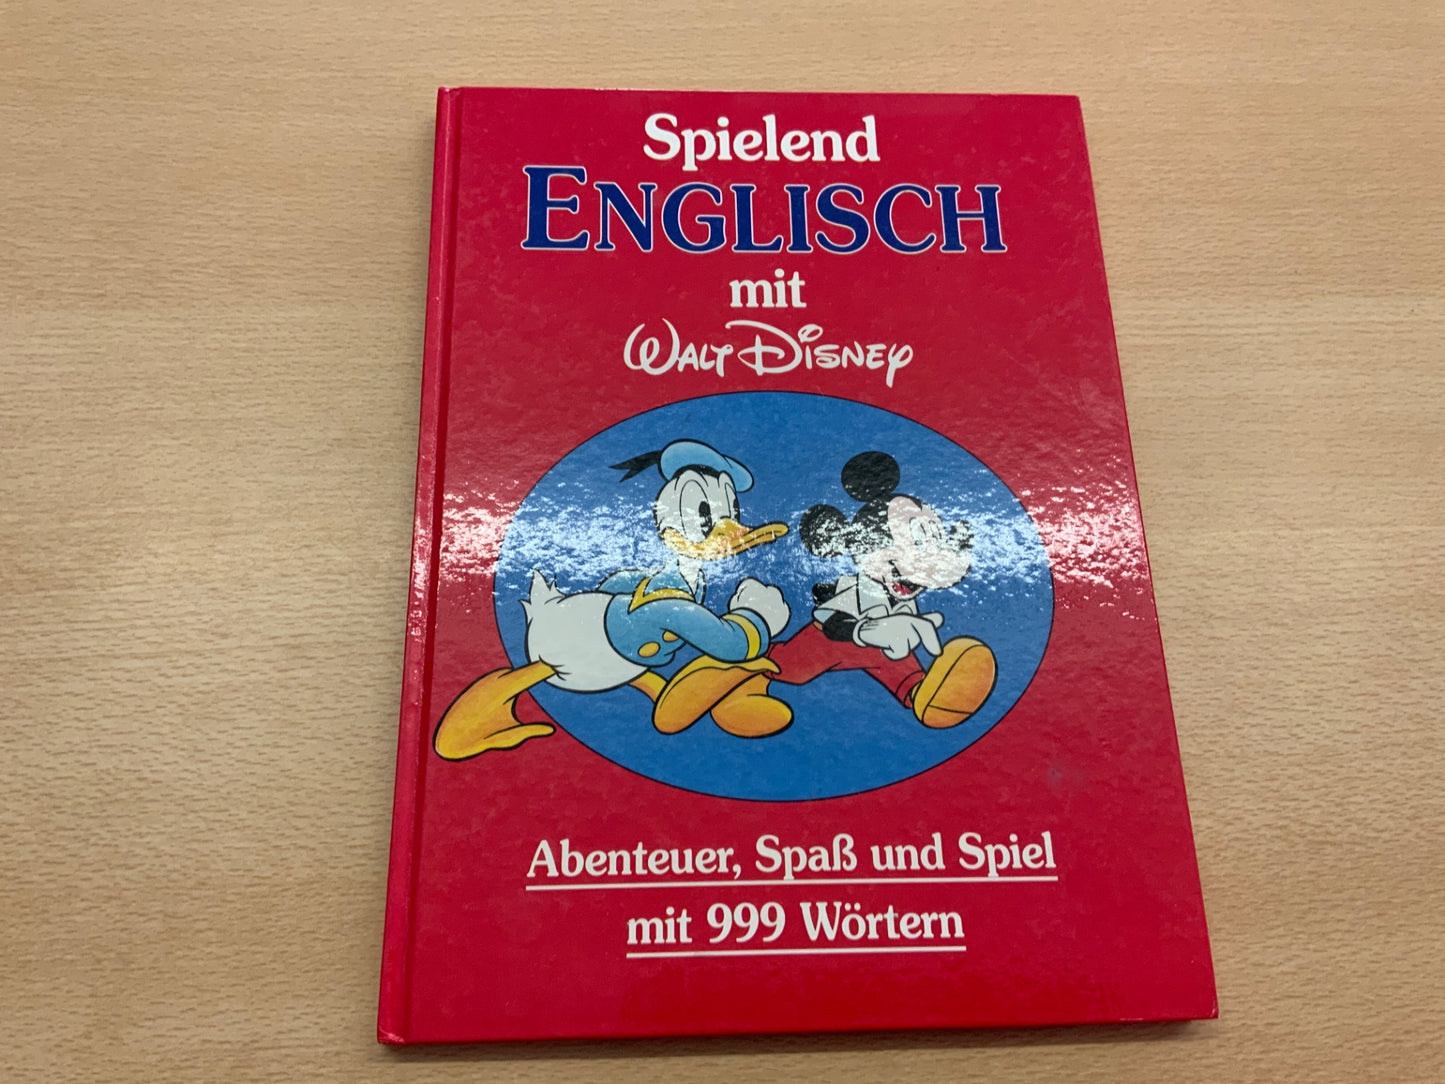 Spielend
ENGLISCH
mit
WALT DISNEY
Abenteuer, Spaß und Spiel
mit 999 Wörtern